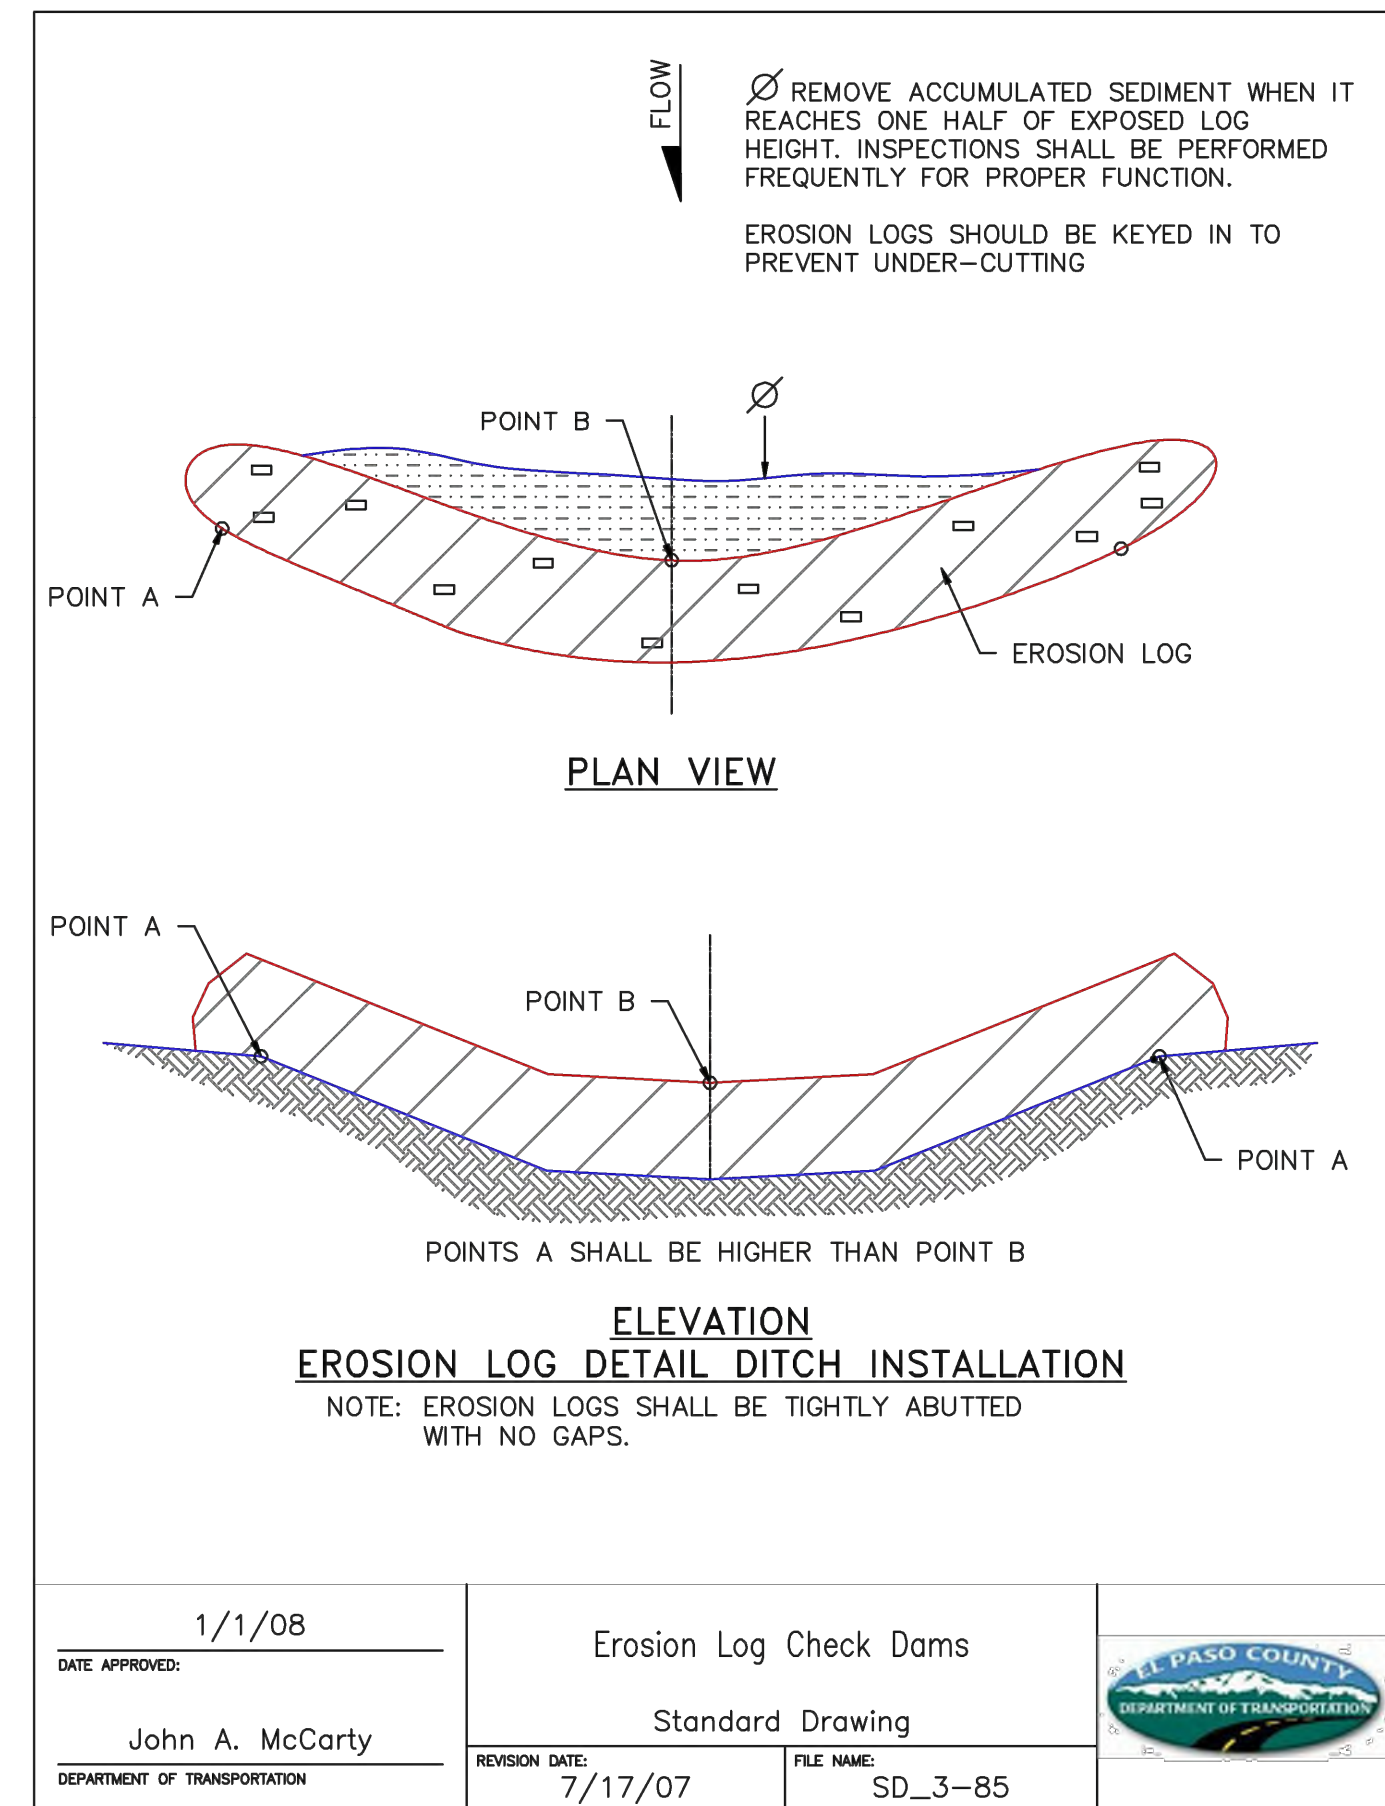 FLOW
Ø REMOVE ACCUMULATED SEDIMENT WHEN IT
REACHES ONE HALF OF EXPOSED LOG
HEIGHT. INSPECTIONS SHALL BE PERFORMED
FREQUENTLY FOR PROPER FUNCTION.
EROSION LOGS SHOULD BE KEYED IN TO
PREVENT UNDER-CUTTING
Ø
POINT B
POINT A
EROSION LOG
PLAN VIEW
POINT A
POINT B
POINT A
POINTS A SHALL BE HIGHER THAN POINT B
ELEVATION
EROSION LOG DETAIL DITCH INSTALLATION
NOTE: EROSION LOGS SHALL BE TIGHTLY ABUTTED
WITH NO GAPS.
1/1/08
DATE APPROVED:
John A. McCarty
DEPARTMENT OF TRANSPORTATION
Erosion Log Check Dams
Standard Drawing
REVISION DATE:
7/17/07
FILE NAME:
SD_3-85
EL PASO COUNTY
DEPARTMENT OF TRANSPORTATION